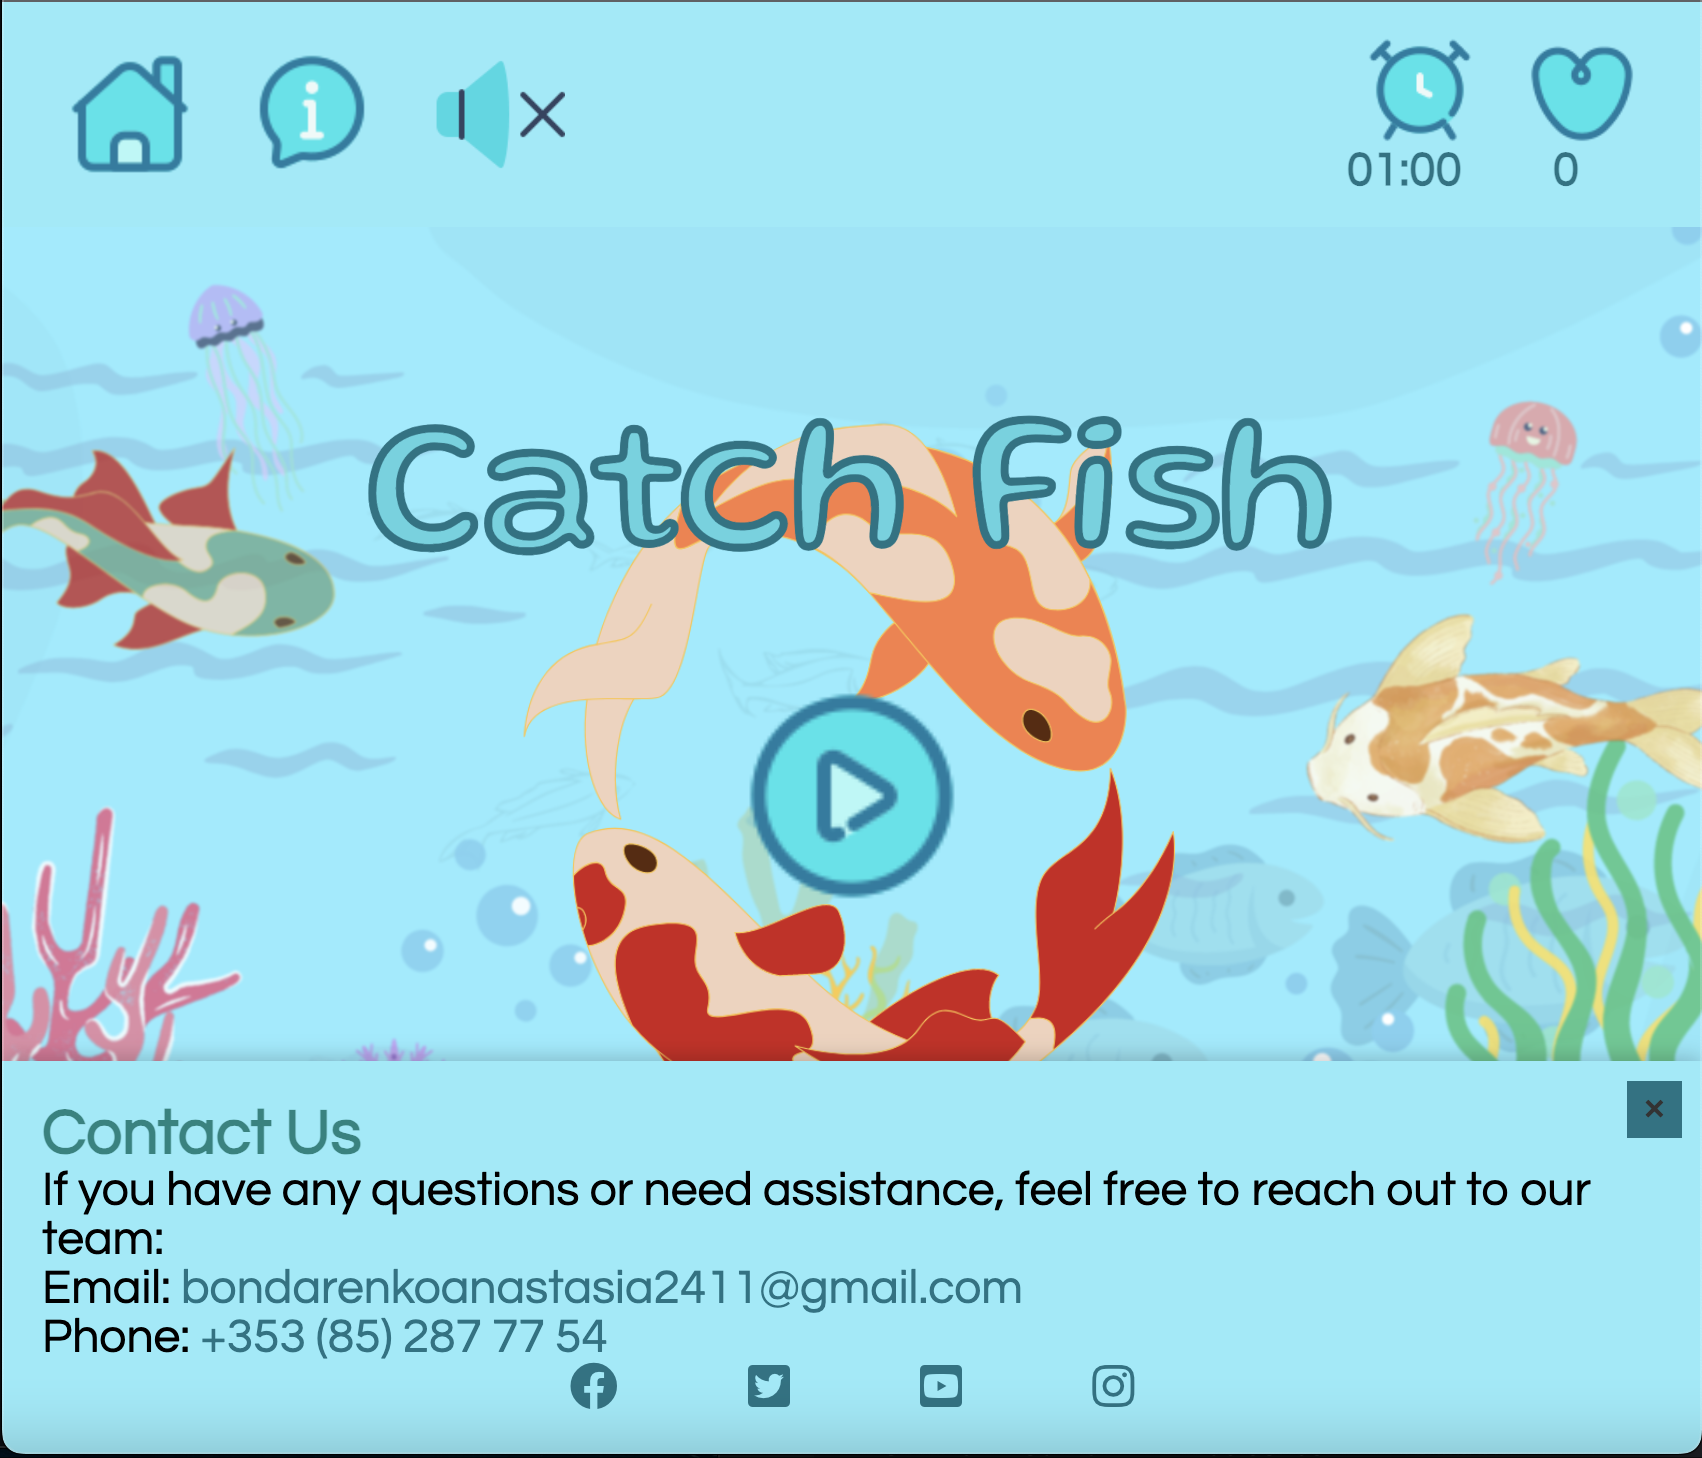 01:00
0
Catch Fish
Contact Us
If you have any questions or need assistance, feel free to reach out to our
team:
Email: bondarenkoanastasia2411@gmail.com
Phone: +353 (85) 287 77 54